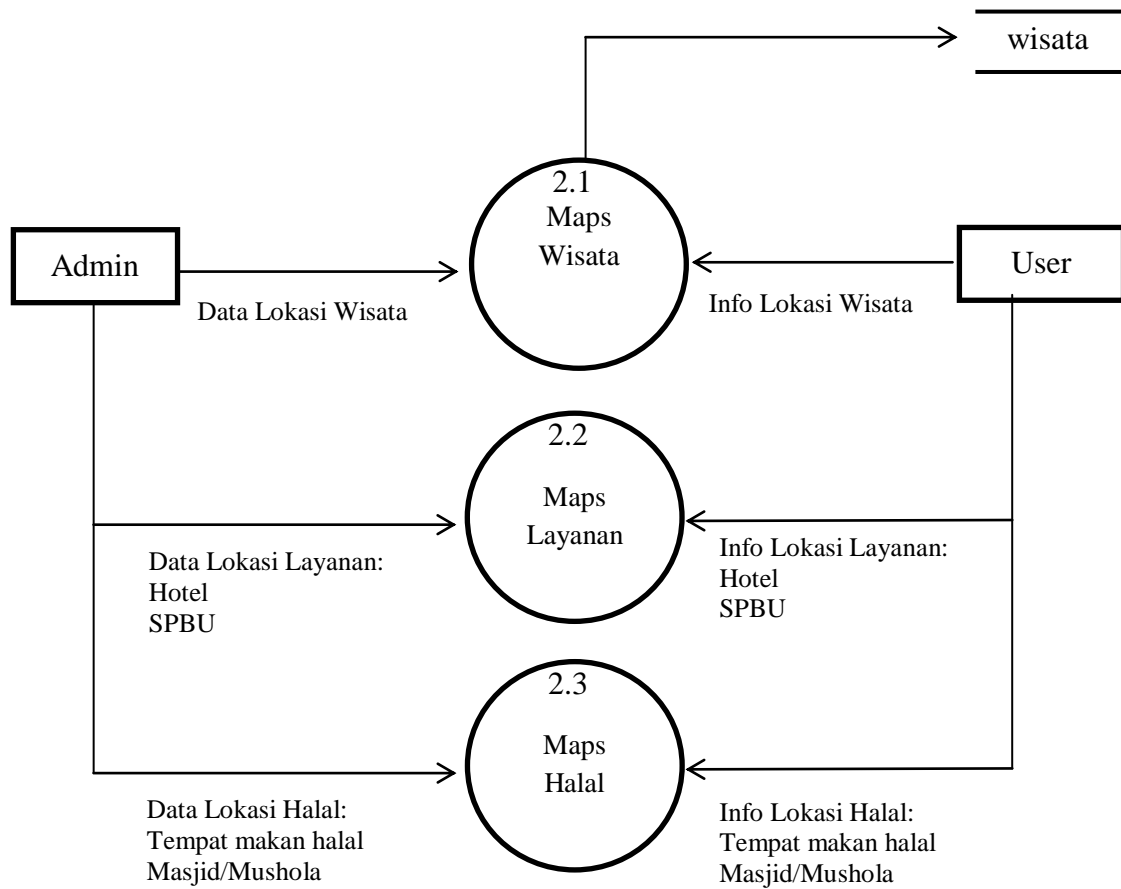 wisata
2.1
Maps
Wisata
Admin
User
Data Lokasi Wisata
Info Lokasi Wisata
2.2
Maps
Layanan
Data Lokasi Layanan:
Hotel
SPBU
Info Lokasi Layanan:
Hotel
SPBU
2.3
Maps
Halal
Data Lokasi Halal:
Tempat makan halal
Masjid/Mushola
Info Lokasi Halal:
Tempat makan halal
Masjid/Mushola